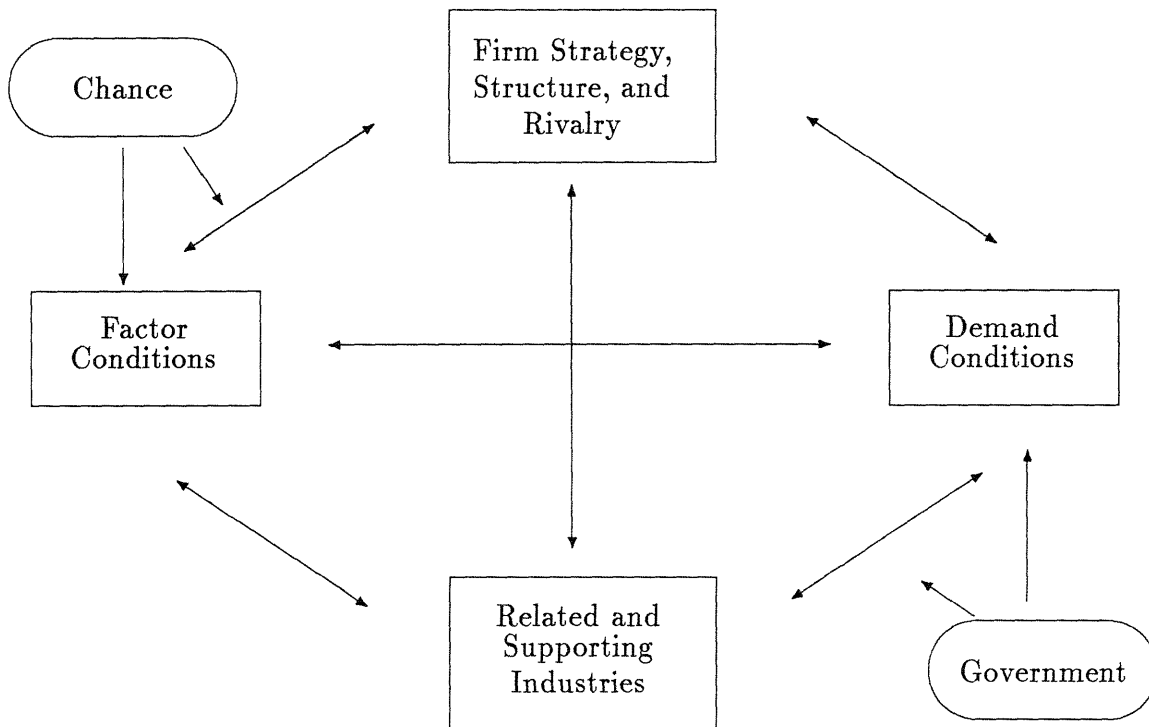 Firm Strategy,
Structure, and
Rivalry
Chance
Factor
Conditions
Demand
Conditions
Related and
Supporting
Industries
Government